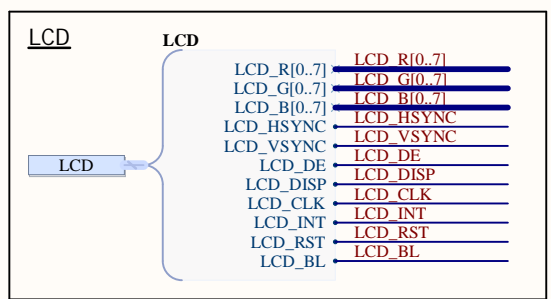 LCD
LCD
LCD_R[0..7] LCD_R[0..7]
LCD_G[0..7] LCD_G[0..7]
LCD_B[0..7] LCD_B[0..7]
LCD_HSYNC LCD_HSYNC
LCD_VSYNC LCD_VSYNC
LCD LCD_DE LCD_DE
LCD_DISP LCD_DISP
LCD_CLK LCD_CLK
LCD_INT LCD_INT
LCD_RST LCD_RST
LCD_BL LCD_BL